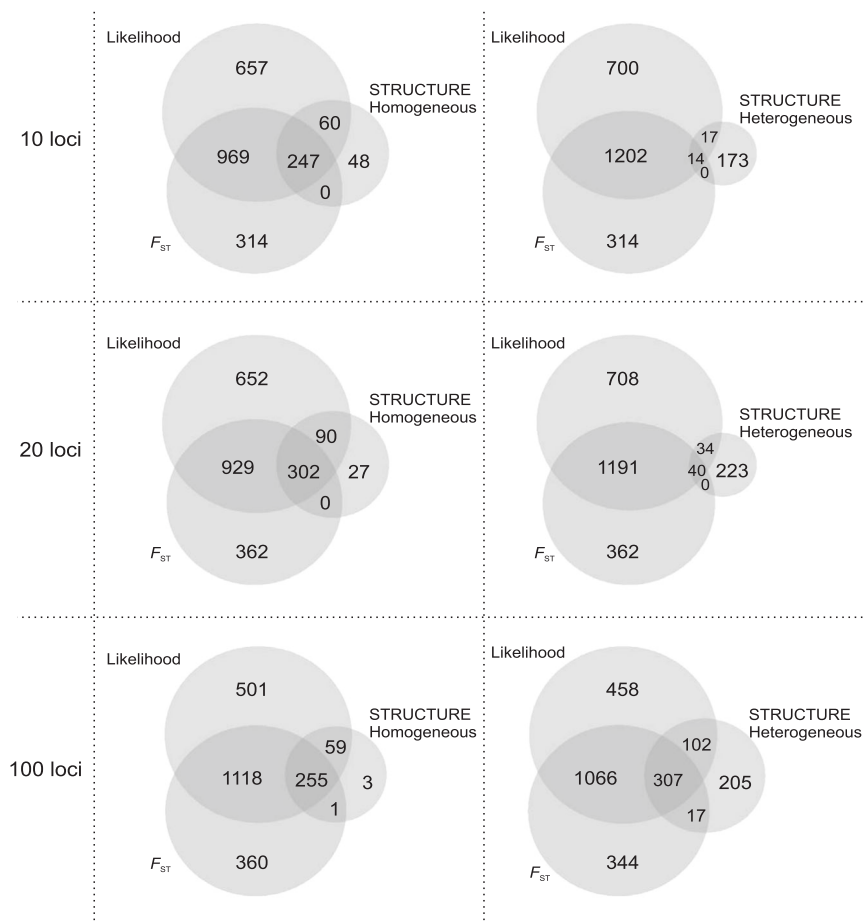 Likelihood
657
STRUCTURE
Homogeneous
60
10 loci
969
247
48
0
F_ST
314
Likelihood
700
STRUCTURE
Heterogeneous
17
1202
14
173
0
F_ST
314
Likelihood
652
STRUCTURE
Homogeneous
90
20 loci
929
302
27
0
F_ST
362
Likelihood
708
STRUCTURE
Heterogeneous
34
1191
40
223
0
F_ST
362
Likelihood
501
STRUCTURE
Homogeneous
59
100 loci
1118
255
3
1
F_ST
360
Likelihood
458
STRUCTURE
Heterogeneous
102
1066
307
205
17
F_ST
344